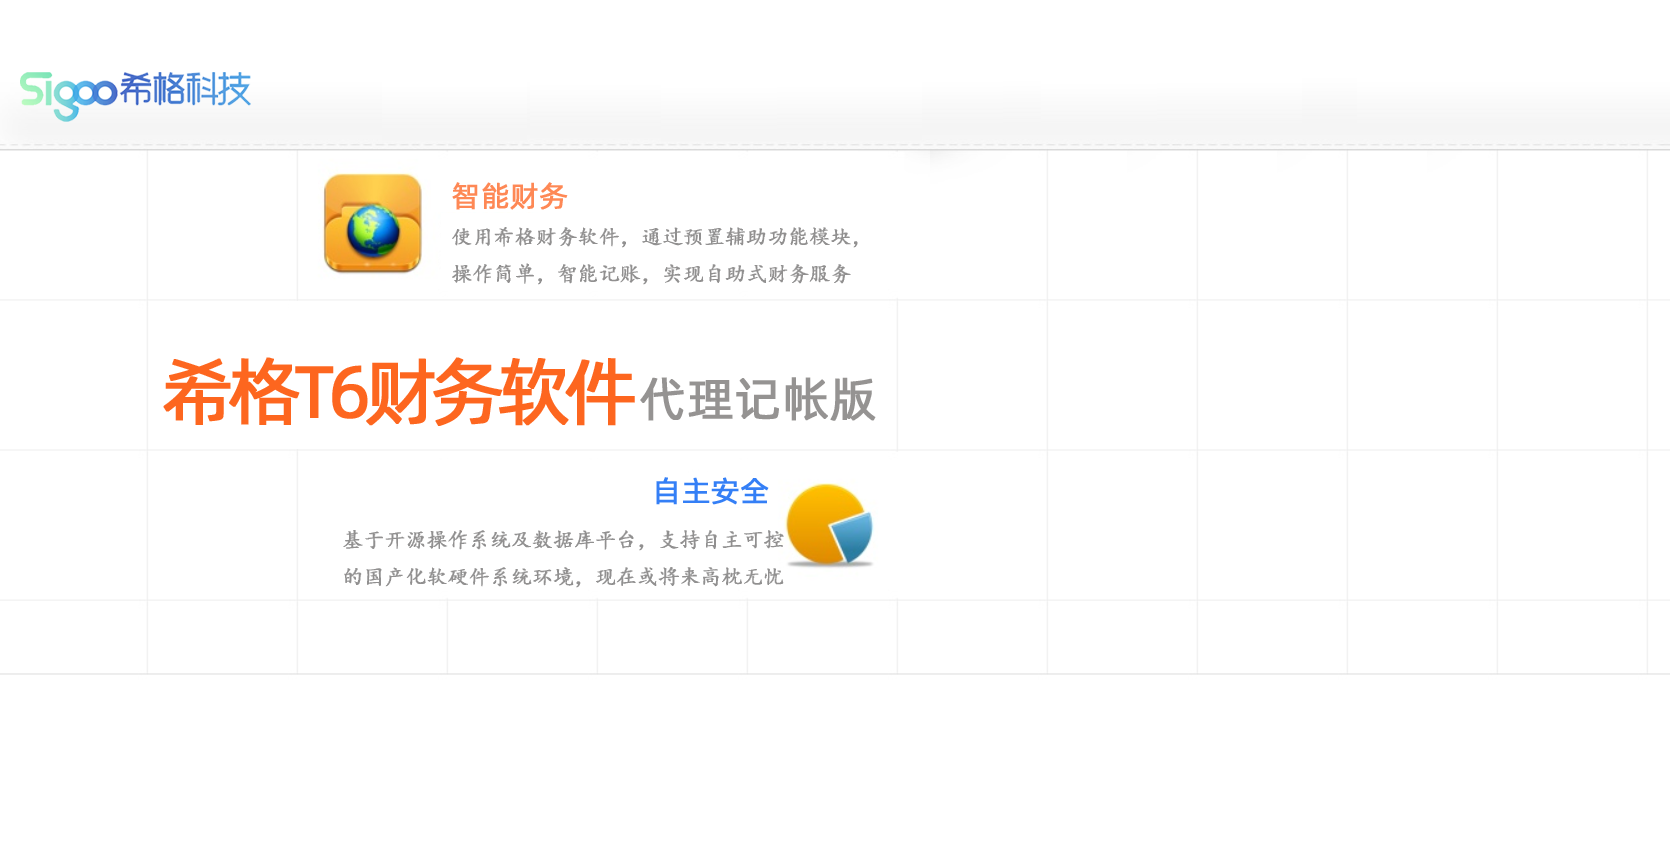 Sigoo希格科技
智能财务
使用希格财务软件，通过预置辅助功能模块，
操作简单，智能记账，实现自助式财务服务
希格T6财务软件 代理记帐版
自主安全
基于开源操作系统及数据库平台，支持自主可控
的国产化软硬件系统环境，现在或将来高枕无忧